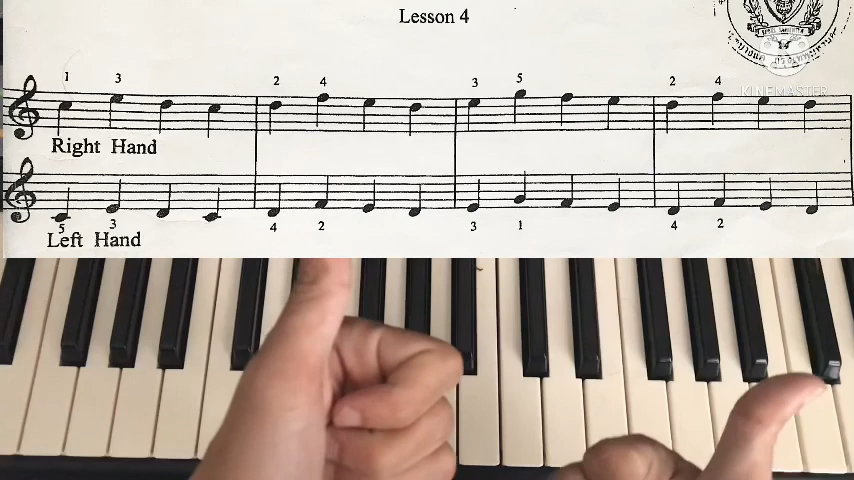 Lesson 4
KINEMASTER
1 3 2 4 3 5 2 4
Right Hand
5 3 4 2 3 1 4 2
Left Hand